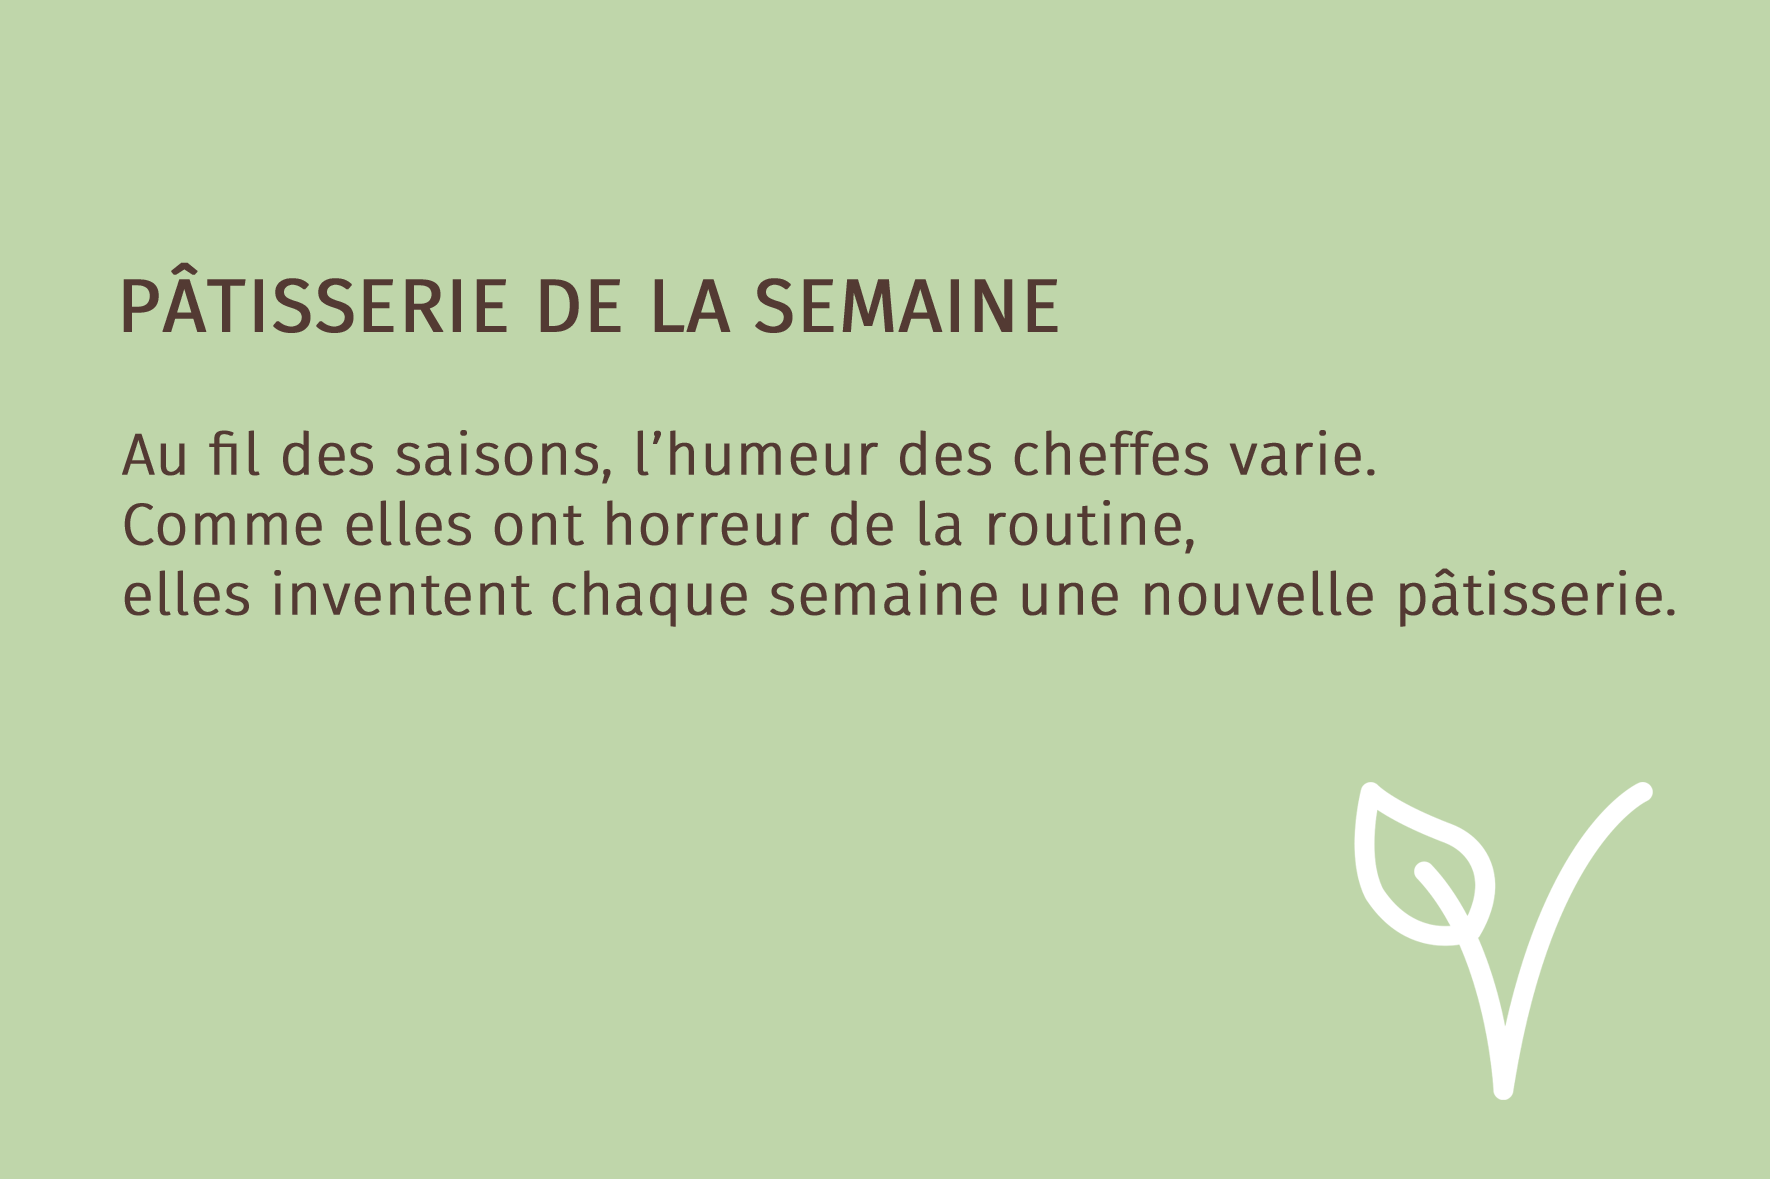 PÂTISSERIE DE LA SEMAINE
Au fil des saisons, l’humeur des cheffes varie.
Comme elles ont horreur de la routine,
elles inventent chaque semaine une nouvelle pâtisserie.